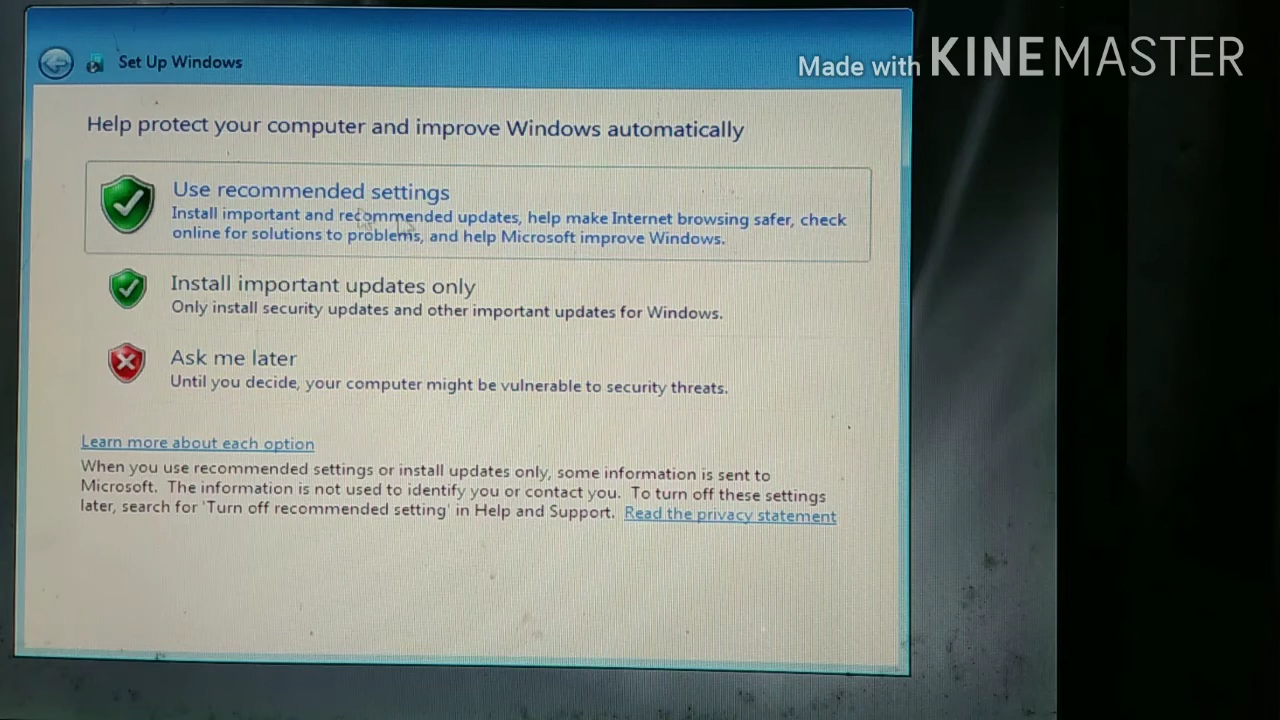 Set Up Windows
Made with KINEMASTER
Help protect your computer and improve Windows automatically
Use recommended settings
Install important and recommended updates, help make Internet browsing safer, check
online for solutions to problems, and help Microsoft improve Windows.
Install important updates only
Only install security updates and other important updates for Windows.
Ask me later
Until you decide, your computer might be vulnerable to security threats.
Learn more about each option
When you use recommended settings or install updates only, some information is sent to
Microsoft. The information is not used to identify you or contact you. To turn off these settings
later, search for 'Turn off recommended setting' in Help and Support. Read the privacy statement